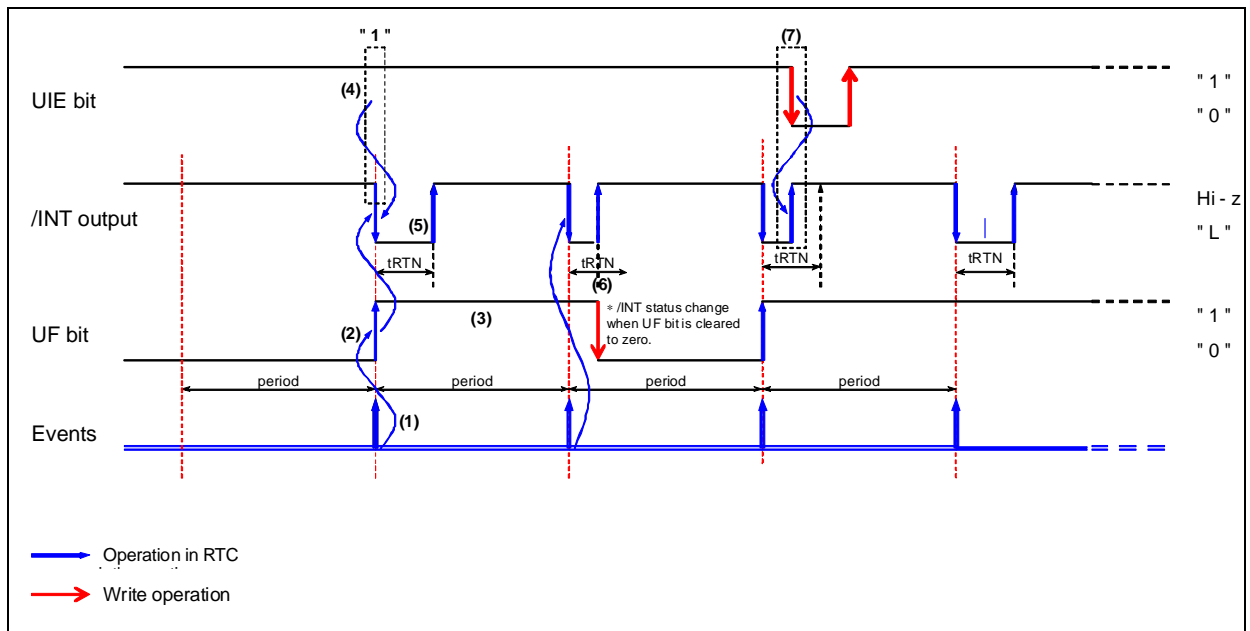 " 1 "
(7)
UIE bit
(4)
" 1 "
" 0 "
/INT output
(5)
Hi - z
" L "
tRTN
tRTN
tRTN
tRTN
(6)
UF bit
(2)
(3)
* /INT status change
when UF bit is cleared
to zero.
" 1 "
" 0 "
period
period
period
period
Events
(1)
Operation in RTC
Write operation